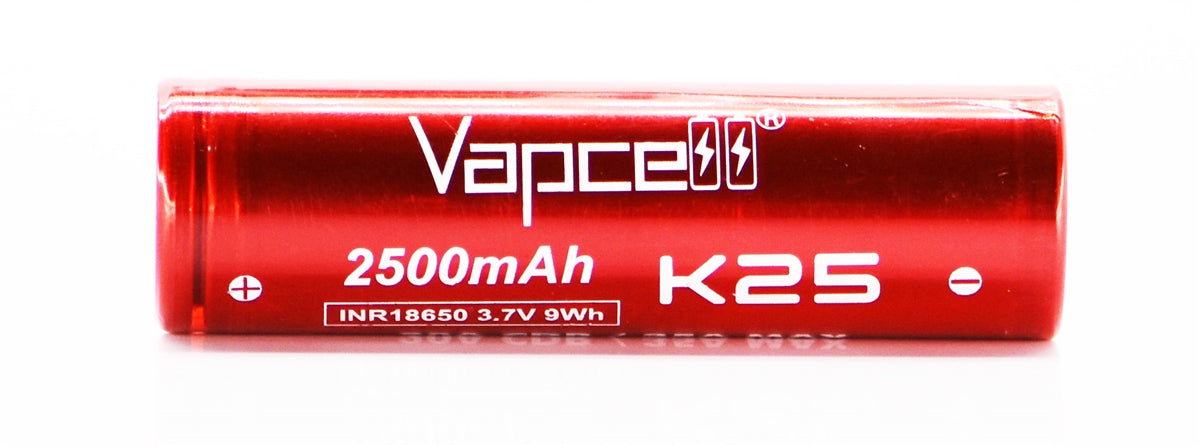 Vapcell®
2500mAh K25
+ −
INR18650 3.7V 9Wh